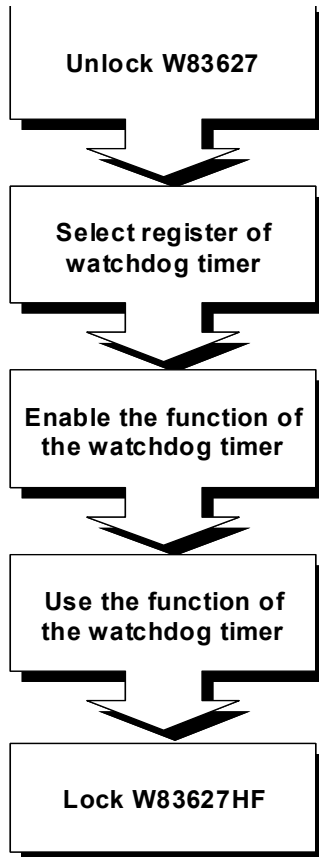 Unlock W83627
Select register of
watchdog timer
Enable the function of
the watchdog timer
Use the function of
the watchdog timer
Lock W83627HF